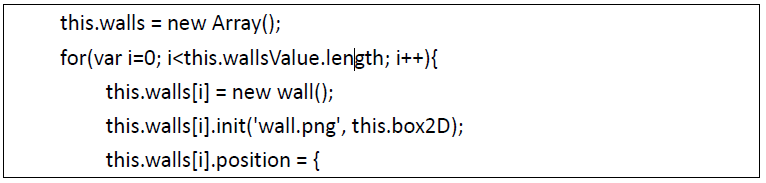 this.walls = new Array();
for(var i=0; i<this.wallsValue.length; i++){
this.walls[i] = new wall();
this.walls[i].init('wall.png', this.box2D);
this.walls[i].position = {